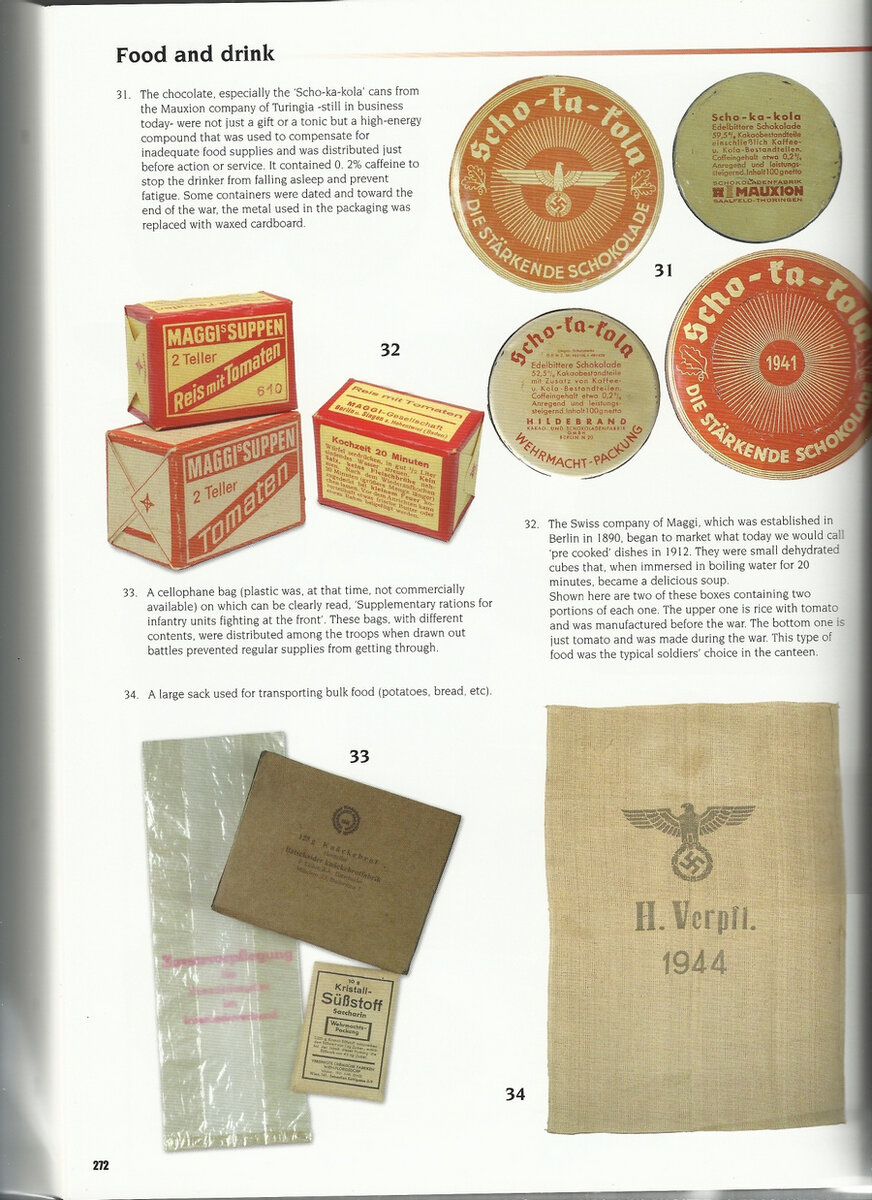 Food and drink
31. The chocolate, especially the 'Scho-ka-kola' cans from
the Mauxion company of Turingia -still in business
today- were not just a gift or a tonic but a high-energy
compound that was used to compensate for
inadequate food supplies and was distributed just
before action or service. It contained 0. 2% caffeine to
stop the drinker from falling asleep and prevent
fatigue. Some containers were dated and toward the
end of the war, the metal used in the packaging was
replaced with waxed cardboard.
Scho-ka-kola
DIE STÄRKENDE SCHOKOLADE
Scho-ka-kola
Edelbittere Schokolade
59,5% Kakaobestandteile
einschließlich Kaffee-
u. Kola-Bestandteilen.
Coffeingehalt etwa 0,2%
Anregend und leistungs-
steigernd. Inhalt 100 g netto
SCHOKOLADENFABRIK
MAUXION
SAALFELD-THÜRINGEN
31
Scho-ka-kola
Edelbittere Schokolade
52,5% Kakaobestandteile
mit Zusatz von Kaffee-
u. Kola-Bestandteilen.
Coffeingehalt etwa 0,2%
Anregend und leistungs-
steigernd. Inhalt 100 g netto
HILDEBRAND
KAKAO- UND SCHOKOLADENFABRIK
GMBH
BERLIN N 20
WEHRMACHT-PACKUNG
Scho-ka-kola
1941
DIE STÄRKENDE SCHOKOLADE
32
MAGGIS SUPPEN
2 Teller
Reis mit Tomaten
610
MAGGIS SUPPEN
2 Teller
Tomaten
Reis mit Tomaten
MAGGI-Gesellschaft
Berlin u. Singen a. Hohentwiel (Baden)
Kochzeit 20 Minuten
32. The Swiss company of Maggi, which was established in
Berlin in 1890, began to market what today we would call
'pre cooked' dishes in 1912. They were small dehydrated
cubes that, when immersed in boiling water for 20
minutes, became a delicious soup.
Shown here are two of these boxes containing two
portions of each one. The upper one is rice with tomato
and was manufactured before the war. The bottom one is
just tomato and was made during the war. This type of
food was the typical soldiers' choice in the canteen.
33. A cellophane bag (plastic was, at that time, not commercially
available) on which can be clearly read, 'Supplementary rations for
infantry units fighting at the front'. These bags, with different
contents, were distributed among the troops when drawn out
battles prevented regular supplies from getting through.
34. A large sack used for transporting bulk food (potatoes, bread, etc).
33
125 g Knäckebrot
Kristall-
Süßstoff
Saccharin
Wehrmachts-
Packung
H. Verpfl.
1944
34
272